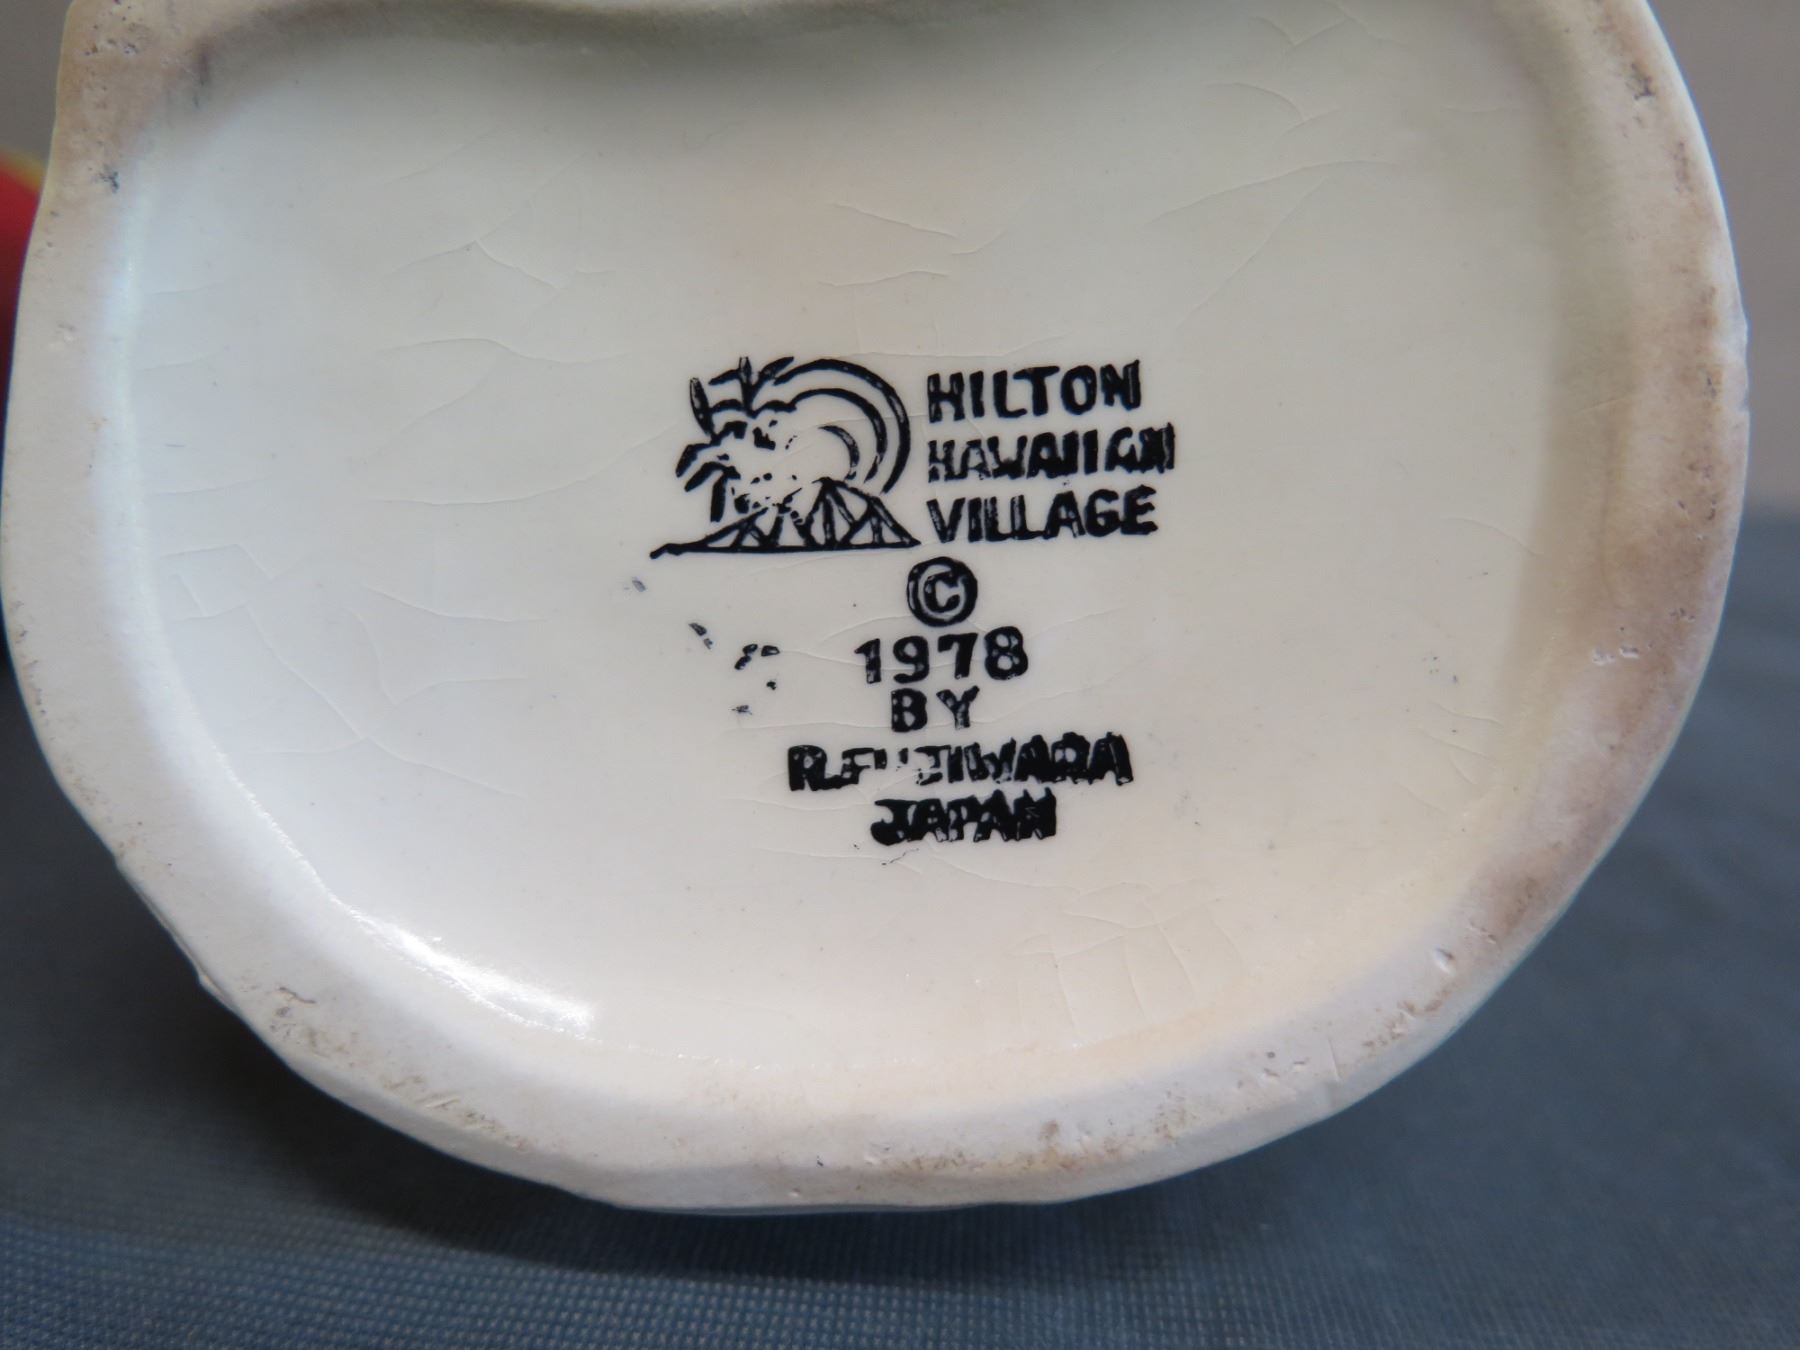 HILTON
HAWAIIAN
VILLAGE
©
1978
BY
R.FUJIWARA
JAPAN